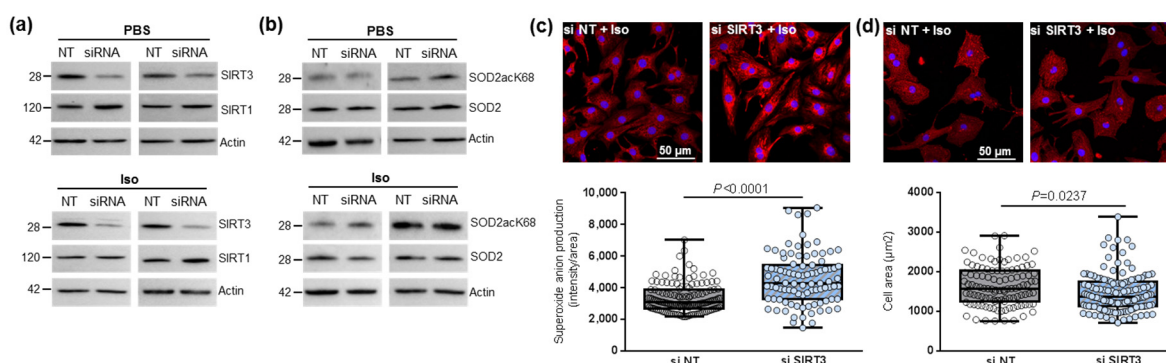 (a)
PBS
NT siRNA NT siRNA
28 SIRT3
120 SIRT1
42 Actin
Iso
NT siRNA NT siRNA
28 SIRT3
120 SIRT1
42 Actin
(b)
PBS
NT siRNA NT siRNA
28 SOD2acK68
28 SOD2
42 Actin
Iso
NT siRNA NT siRNA
28 SOD2acK68
28 SOD2
42 Actin
(c)
si NT + Iso
si SIRT3 + Iso
50 µm
P<0.0001
Superoxide anion production
(intensity/area)
10,000
8,000
6,000
4,000
2,000
0
si NT
si SIRT3
(d)
si NT + Iso
si SIRT3 + Iso
50 µm
P=0.0237
Cell area (µm2)
4000
3000
2000
1000
0
si NT
si SIRT3